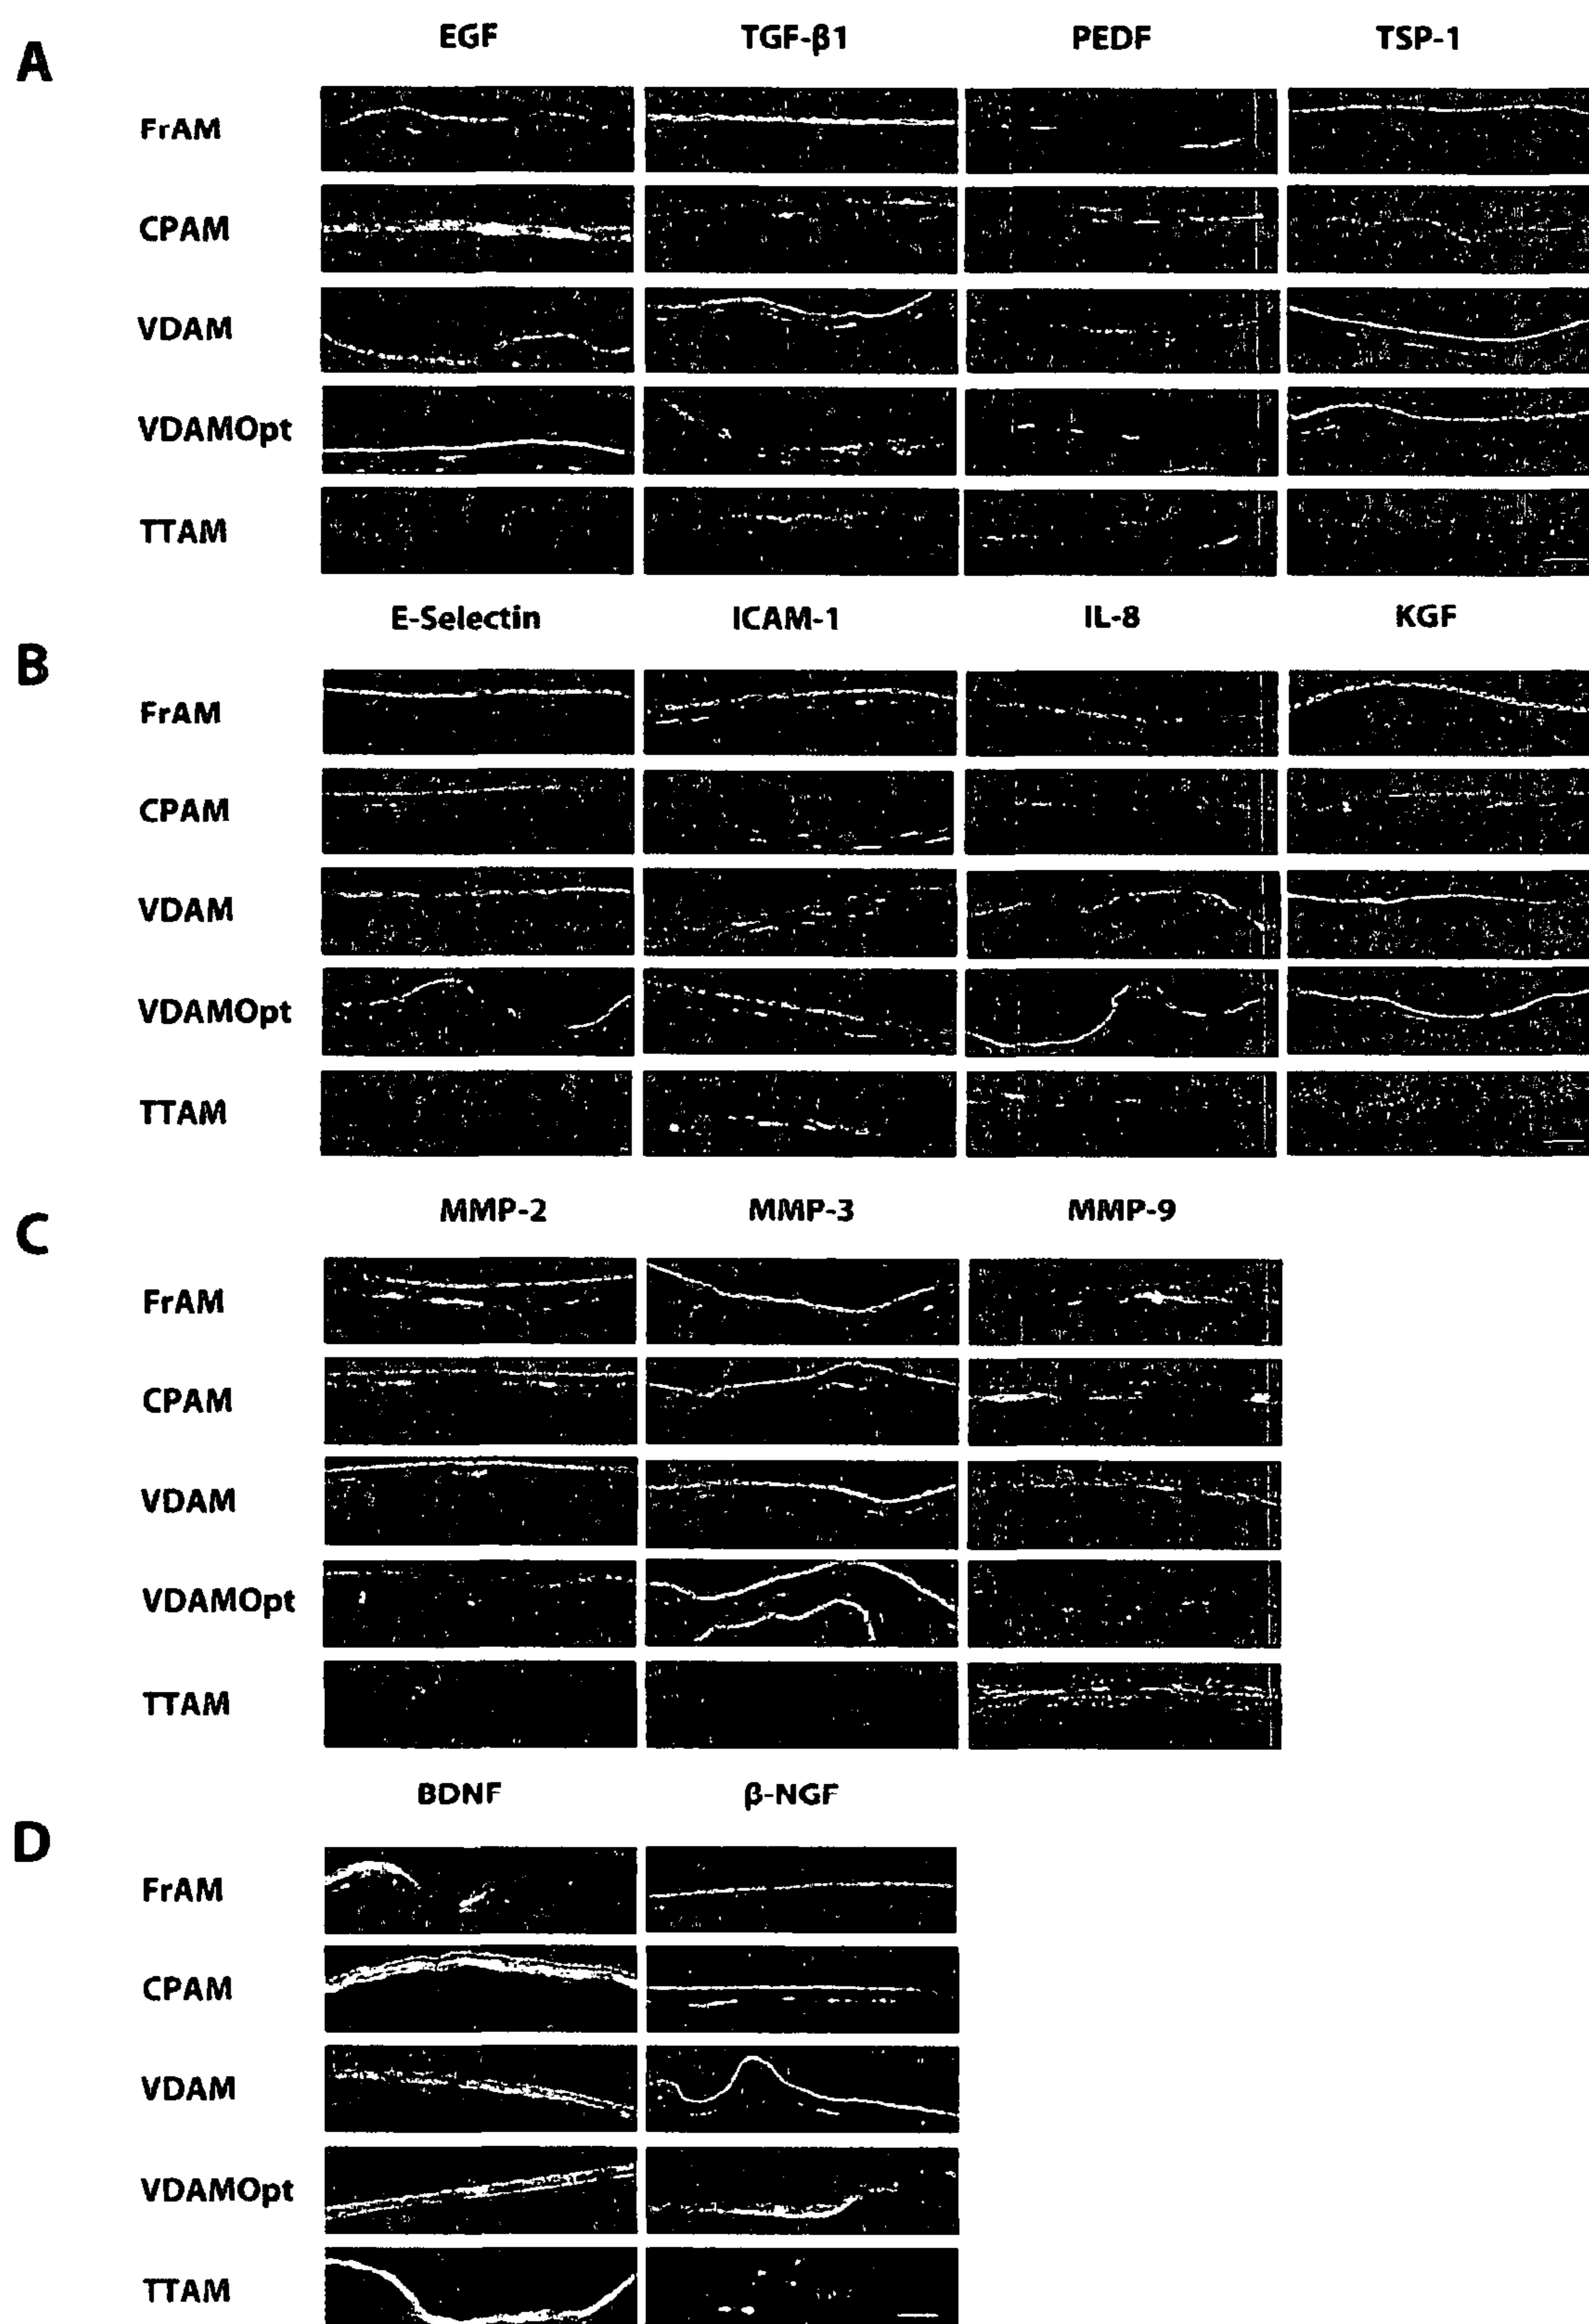 A
EGF TGF-β1 PEDF TSP-1
FrAM
CPAM
VDAM
VDAMOpt
TTAM
B
E-Selectin ICAM-1 IL-8 KGF
FrAM
CPAM
VDAM
VDAMOpt
TTAM
C
MMP-2 MMP-3 MMP-9
FrAM
CPAM
VDAM
VDAMOpt
TTAM
D
BDNF β-NGF
FrAM
CPAM
VDAM
VDAMOpt
TTAM